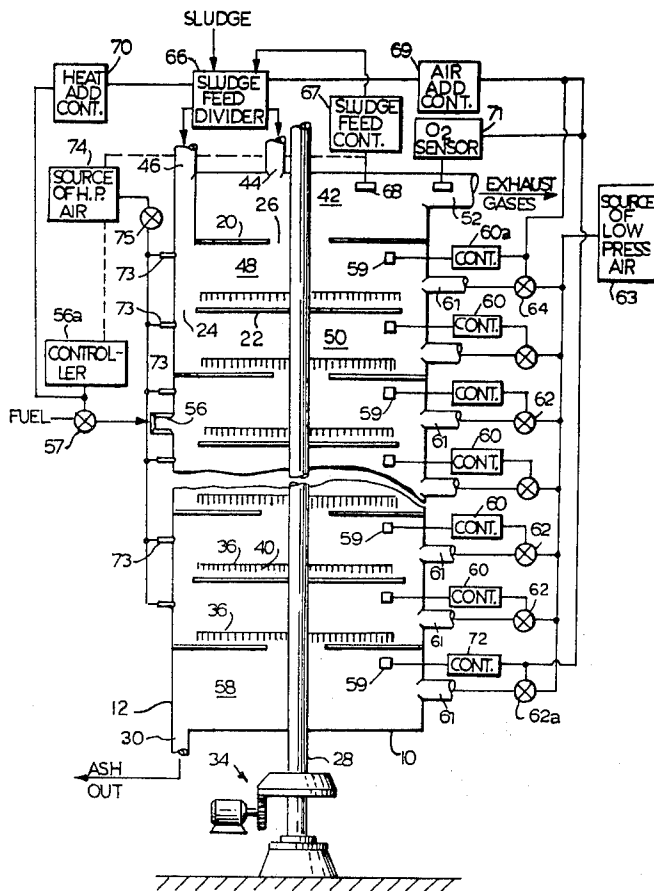 SLUDGE
70
66
69
HEAT
ADD
CONT.
SLUDGE
FEED
DIVIDER
AIR
ADD
CONT.
67
SLUDGE
FEED
CONT.
71
O2
SENSOR
74
SOURCE
OF H.P.
AIR
46
44
26
42
68
52
EXHAUST
GASES
SOURCE
OF
LOW
PRESS
AIR
63
75
20
60a
73
48
59
CONT.
61
64
73
24
22
50
60
CONT.
56a
CONTROL-
LER
73
59
CONT.
FUEL
57
56
61
62
60
CONT.
60
CONT.
59
62
73
36
40
61
60
CONT.
62
36
61
72
CONT.
59
58
12
61
62a
30
10
ASH
OUT
34
28